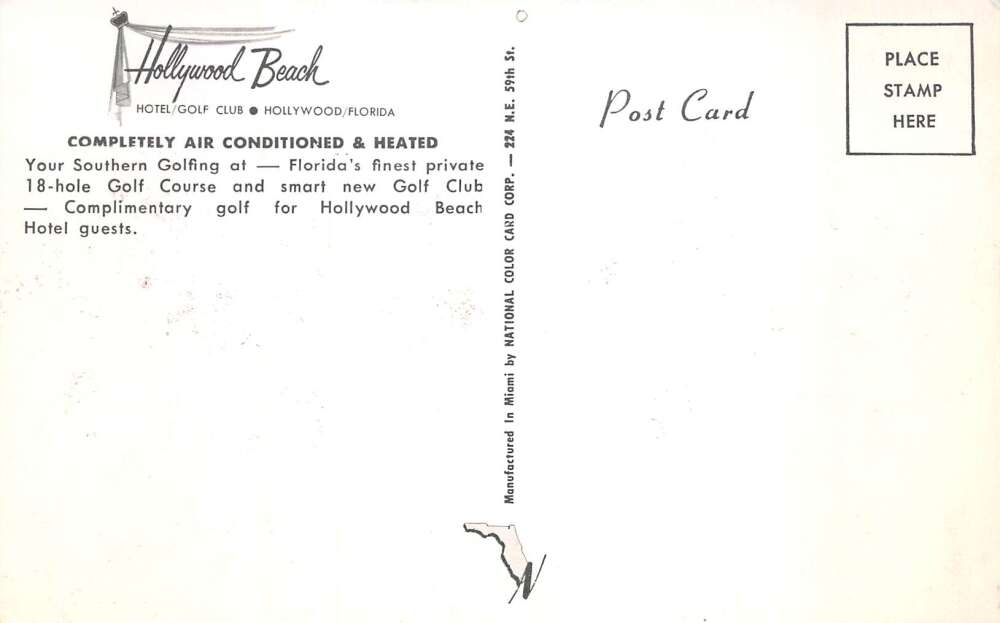 Hollywood Beach
HOTEL/GOLF CLUB ● HOLLYWOOD/FLORIDA
COMPLETELY AIR CONDITIONED & HEATED
Your Southern Golfing at — Florida's finest private
18-hole Golf Course and smart new Golf Club
— Complimentary golf for Hollywood Beach
Hotel guests.
Manufactured In Miami by NATIONAL COLOR CARD CORP. — 224 N.E. 59th St.
N
Post Card
PLACE
STAMP
HERE